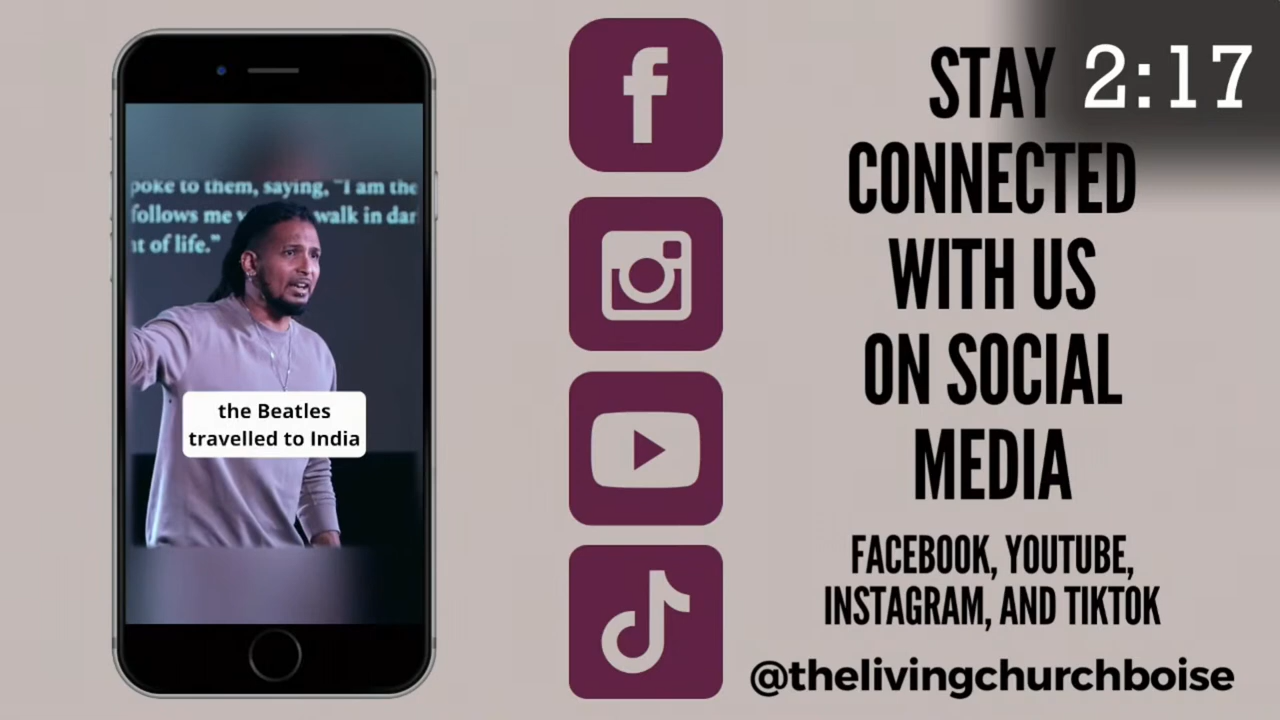 poke to them, saying, "I am the
follows me walk in dar
nt of life."
the Beatles
travelled to India
STAY
CONNECTED
WITH US
ON SOCIAL
MEDIA
FACEBOOK, YOUTUBE,
INSTAGRAM, AND TIKTOK
@thelivingchurchboise
2:17